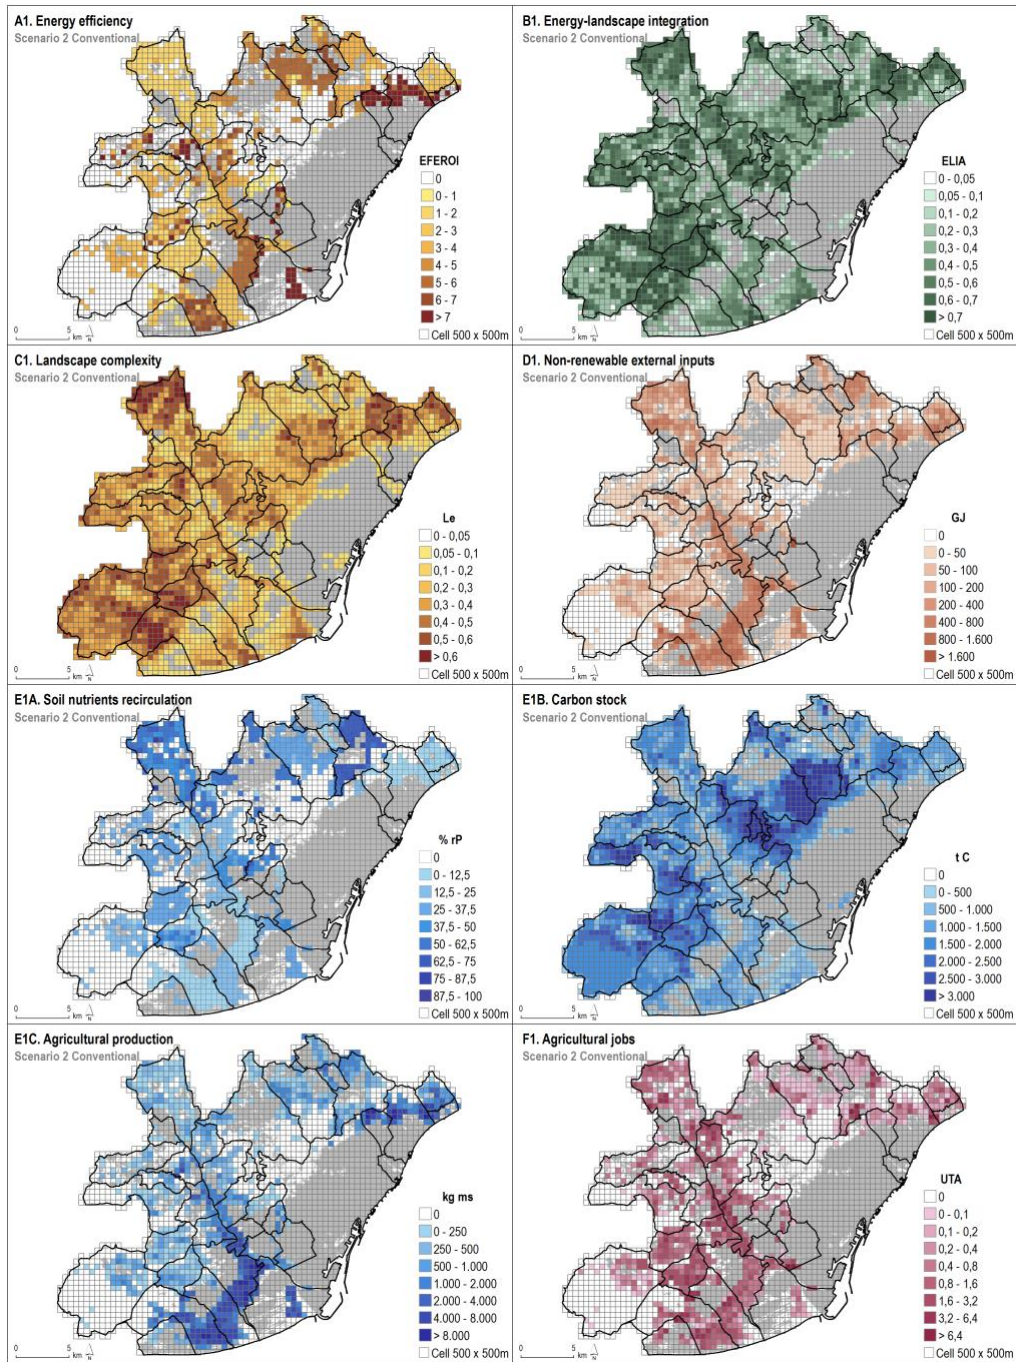 A1. Energy efficiency
Scenario 2 Conventional
EFEROI
0
0 - 1
1 - 2
2 - 3
3 - 4
4 - 5
5 - 6
6 - 7
> 7
Cell 500 x 500m
0
5
km
N
B1. Energy-landscape integration
Scenario 2 Conventional
ELIA
0 - 0,05
0,05 - 0,1
0,1 - 0,2
0,2 - 0,3
0,3 - 0,4
0,4 - 0,5
0,5 - 0,6
0,6 - 0,7
> 0,7
Cell 500 x 500m
0
5
km
N
C1. Landscape complexity
Scenario 2 Conventional
Le
0 - 0,05
0,05 - 0,1
0,1 - 0,2
0,2 - 0,3
0,3 - 0,4
0,4 - 0,5
0,5 - 0,6
> 0,6
Cell 500 x 500m
0
5
km
N
D1. Non-renewable external inputs
Scenario 2 Conventional
GJ
0
0 - 50
50 - 100
100 - 200
200 - 400
400 - 800
800 - 1.600
> 1.600
Cell 500 x 500m
0
5
km
N
E1A. Soil nutrients recirculation
Scenario 2 Conventional
% rP
0
0 - 12,5
12,5 - 25
25 - 37,5
37,5 - 50
50 - 62,5
62,5 - 75
75 - 87,5
87,5 - 100
Cell 500 x 500m
0
5
km
N
E1B. Carbon stock
Scenario 2 Conventional
t C
0
0 - 500
500 - 1.000
1.000 - 1.500
1.500 - 2.000
2.000 - 2.500
2.500 - 3.000
> 3.000
Cell 500 x 500m
0
5
km
N
E1C. Agricultural production
Scenario 2 Conventional
kg ms
0
0 - 250
250 - 500
500 - 1.000
1.000 - 2.000
2.000 - 4.000
4.000 - 8.000
> 8.000
Cell 500 x 500m
0
5
km
N
F1. Agricultural jobs
Scenario 2 Conventional
UTA
0
0 - 0,1
0,1 - 0,2
0,2 - 0,4
0,4 - 0,8
0,8 - 1,6
1,6 - 3,2
3,2 - 6,4
> 6,4
Cell 500 x 500m
0
5
km
N